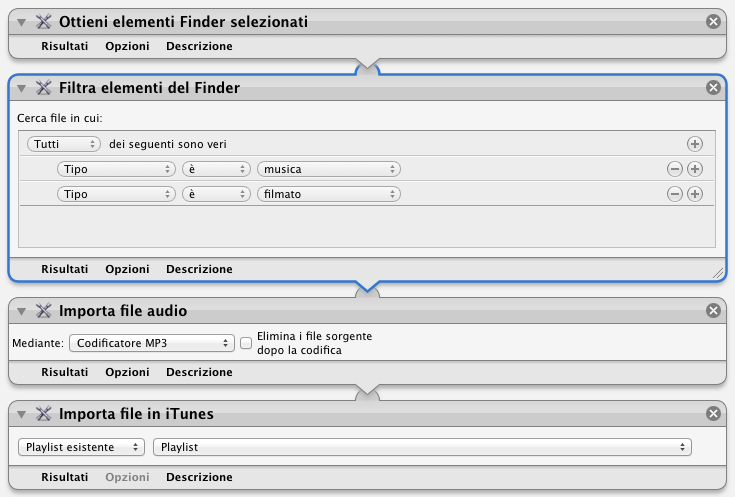 Ottieni elementi Finder selezionati
Risultati Opzioni Descrizione
Filtra elementi del Finder
Cerca file in cui:
Tutti dei seguenti sono veri
Tipo è musica
Tipo è filmato
Risultati Opzioni Descrizione
Importa file audio
Mediante: Codificatore MP3 Elimina i file sorgente
dopo la codifica
Risultati Opzioni Descrizione
Importa file in iTunes
Playlist esistente Playlist
Risultati Opzioni Descrizione